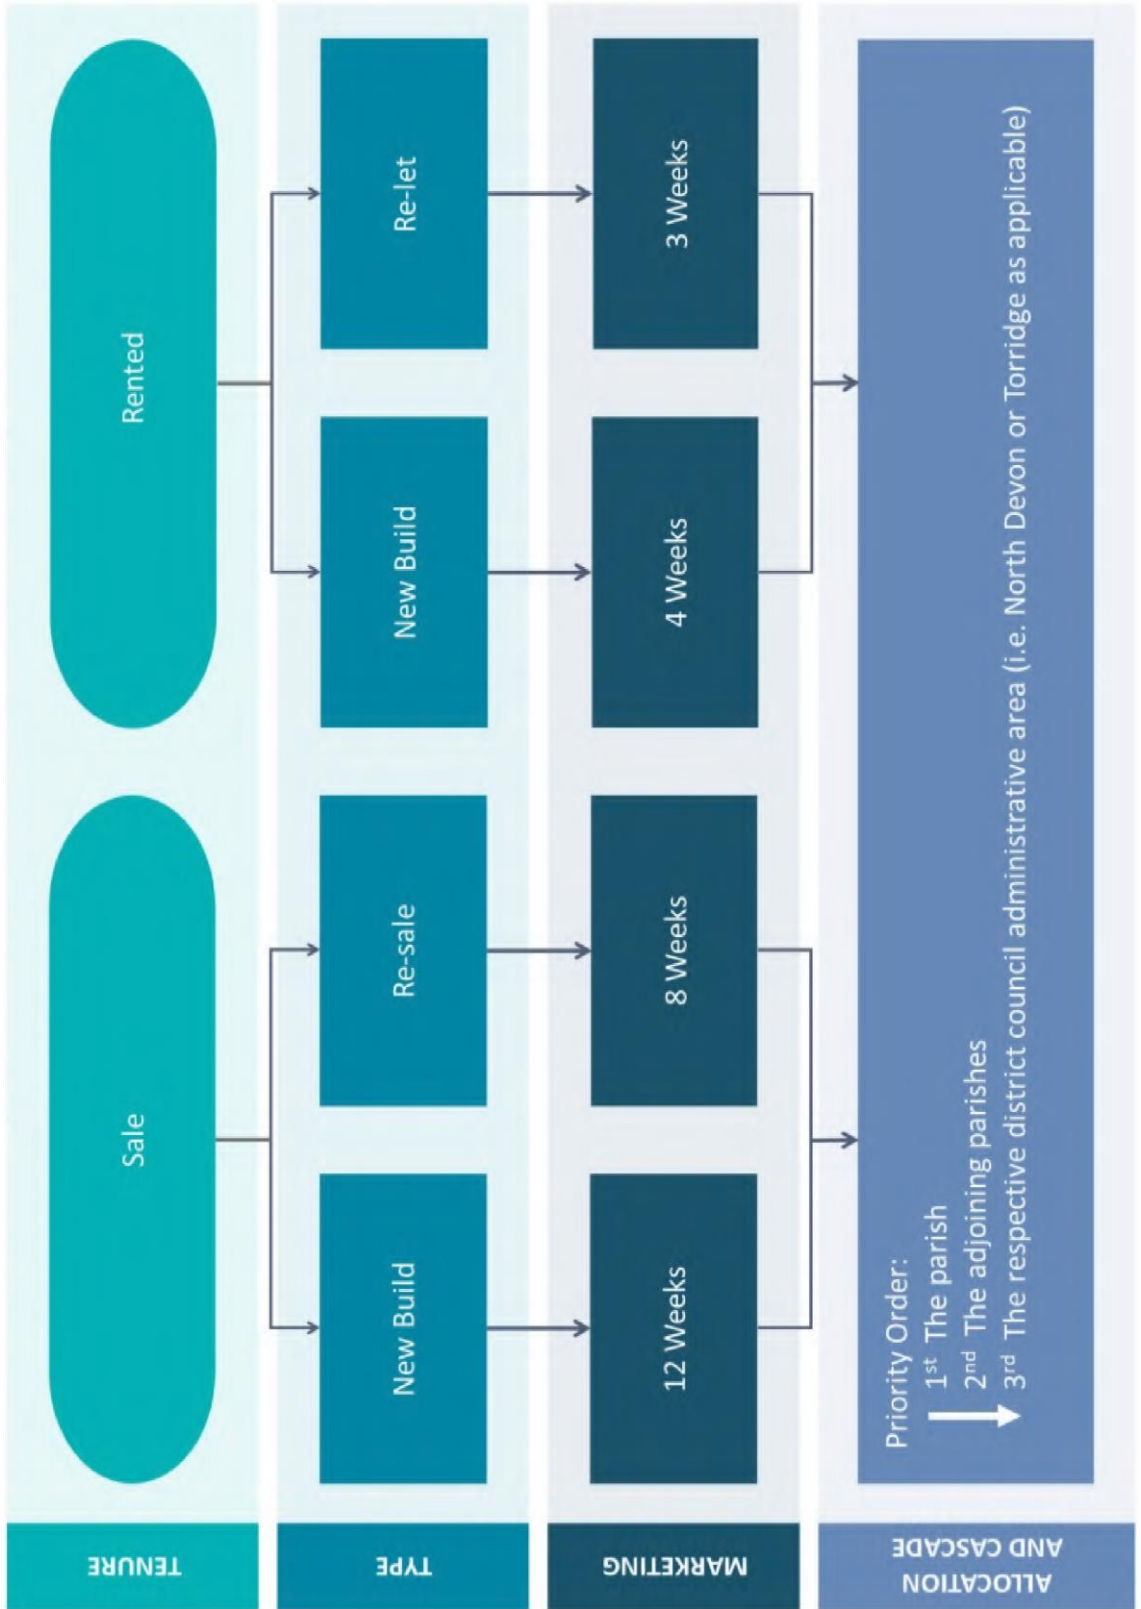 TENURE
Sale
Rented
TYPE
New Build
Re-sale
New Build
Re-let
MARKETING
12 Weeks
8 Weeks
4 Weeks
3 Weeks
ALLOCATION
AND CASCADE
Priority Order:
1st The parish
2nd The adjoining parishes
3rd The respective district council administrative area (i.e. North Devon or Torridge as applicable)